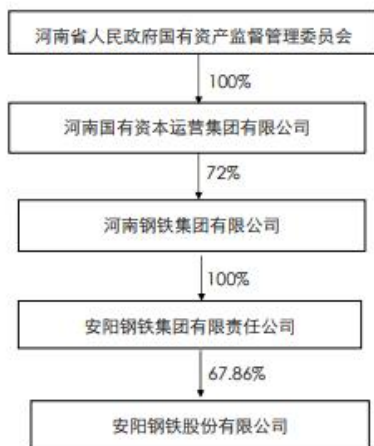 河南省人民政府国有资产监督管理委员会
100%
河南国有资本运营集团有限公司
72%
河南钢铁集团有限公司
100%
安阳钢铁集团有限责任公司
67.86%
安阳钢铁股份有限公司